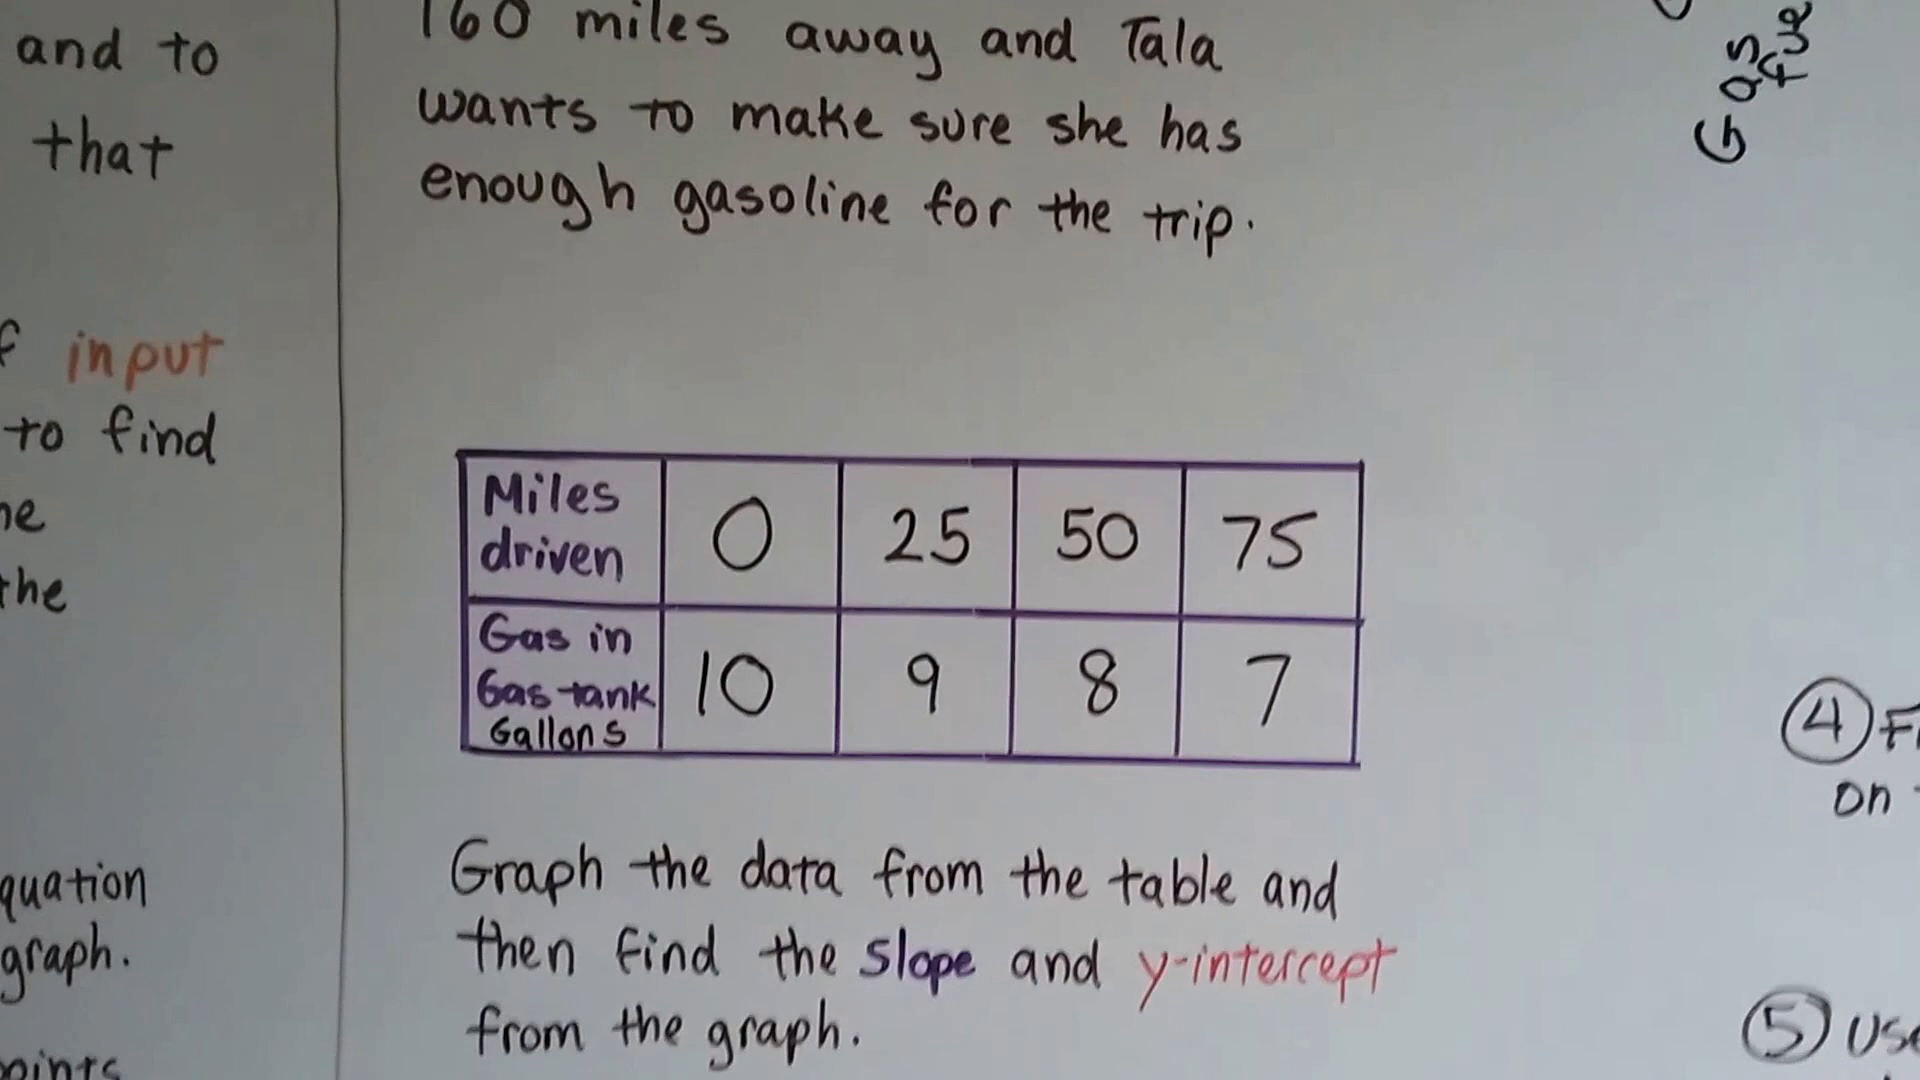 and to
that
input
to find
the
quation
graph.
160 miles away and Tala
wants to make sure she has
enough gasoline for the trip.
Miles driven 0 25 50 75
Gas in
Gas tank
Gallons 10 9 8 7
Graph the data from the table and
then find the slope and y-intercept
from the graph.
Gas
④
on
⑤ Use